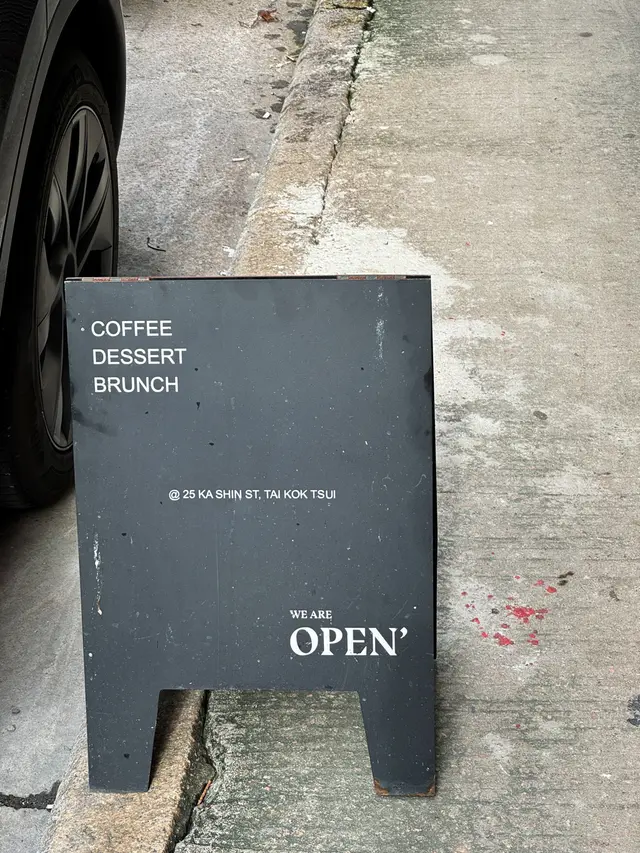 COFFEE
DESSERT
BRUNCH
@ 25 KA SHIN ST, TAI KOK TSUI
WE ARE
OPEN’